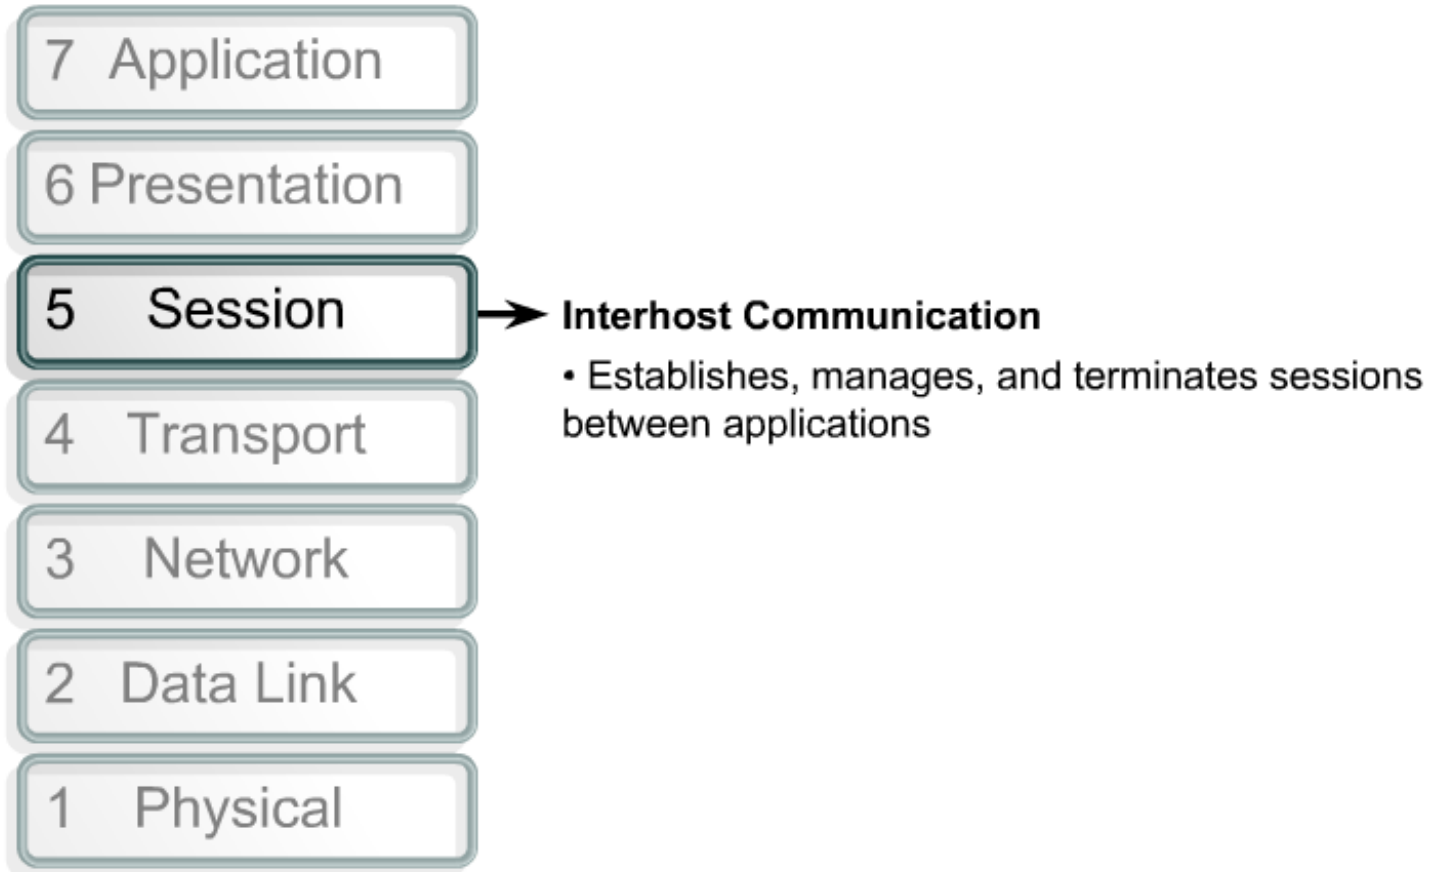 7 Application
6 Presentation
5 Session
Interhost Communication
• Establishes, manages, and terminates sessions
between applications
4 Transport
3 Network
2 Data Link
1 Physical